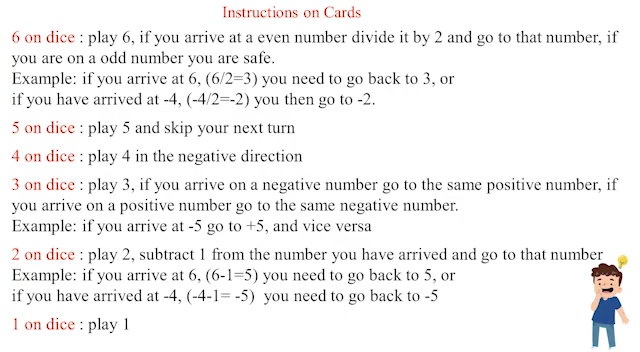 Instructions on Cards
6 on dice : play 6, if you arrive at a even number divide it by 2 and go to that number, if
you are on a odd number you are safe.
Example: if you arrive at 6, (6/2=3) you need to go back to 3, or
if you have arrived at -4, (-4/2=-2) you then go to -2.
5 on dice : play 5 and skip your next turn
4 on dice : play 4 in the negative direction
3 on dice : play 3, if you arrive on a negative number go to the same positive number, if
you arrive on a positive number go to the same negative number.
Example: if you arrive at -5 go to +5, and vice versa
2 on dice : play 2, subtract 1 from the number you have arrived and go to that number
Example: if you arrive at 6, (6-1=5) you need to go back to 5, or
if you have arrived at -4, (-4-1= -5)  you need to go back to -5
1 on dice : play 1